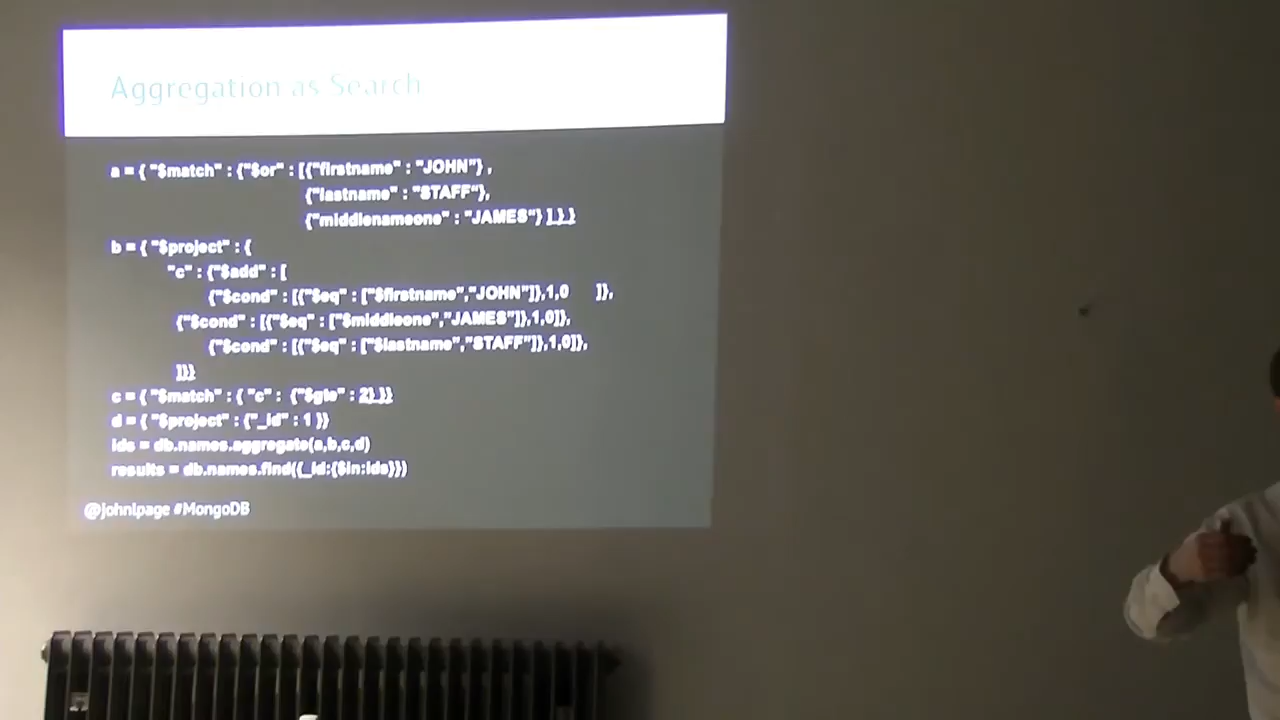 Aggregation as Search
a = { "$match" : {"$or" : [{"firstname" : "JOHN"} ,
{"lastname" : "STAFF"},
{"middlenameone" : "JAMES"} ] } }
b = { "$project" : {
"c" : {"$add" : [
{"$cond" : [{"$eq" : ["$firstname","JOHN"]},1,0 ]},
{"$cond" : [{"$eq" : ["$middleone","JAMES"]},1,0]},
{"$cond" : [{"$eq" : ["$lastname","STAFF"]},1,0]},
]}}
c = { "$match" : { "c" : {"$gte" : 2} }}
d = { "$project" : {"_id" : 1 }}
ids = db.names.aggregate(a,b,c,d)
results = db.names.find({_id:{$in:ids}})
@johnlpage #MongoDB